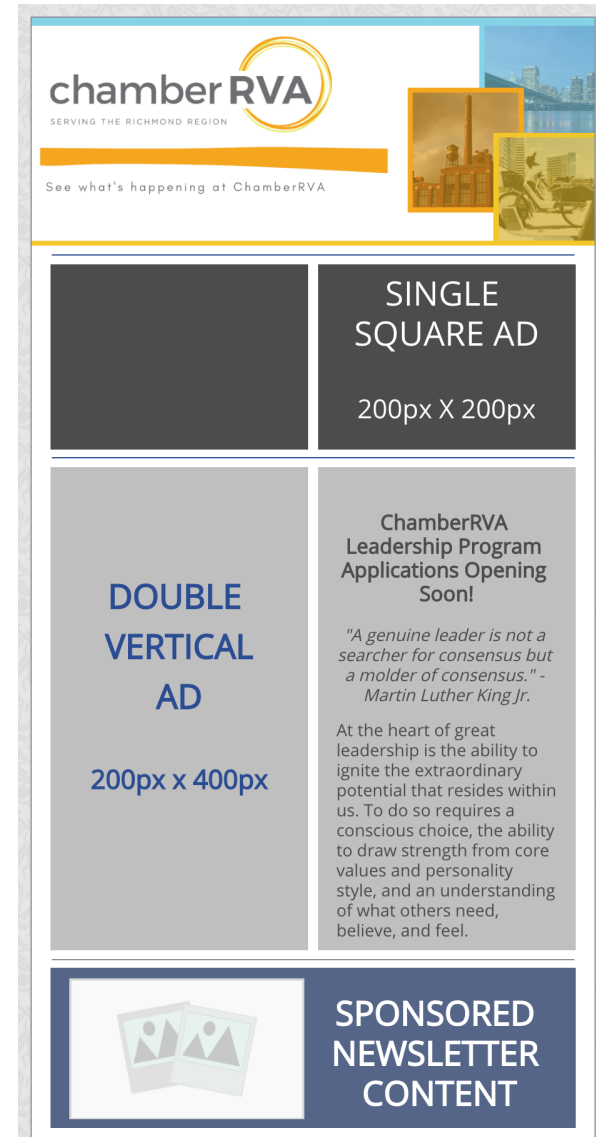 chamberRVA
SERVING THE RICHMOND REGION
See what's happening at ChamberRVA
SINGLE
SQUARE AD
200px X 200px
DOUBLE
VERTICAL
AD
200px x 400px
ChamberRVA
Leadership Program
Applications Opening
Soon!
"A genuine leader is not a
searcher for consensus but
a molder of consensus." -
Martin Luther King Jr.
At the heart of great
leadership is the ability to
ignite the extraordinary
potential that resides within
us. To do so requires a
conscious choice, the ability
to draw strength from core
values and personality
style, and an understanding
of what others need,
believe, and feel.
SPONSORED
NEWSLETTER
CONTENT